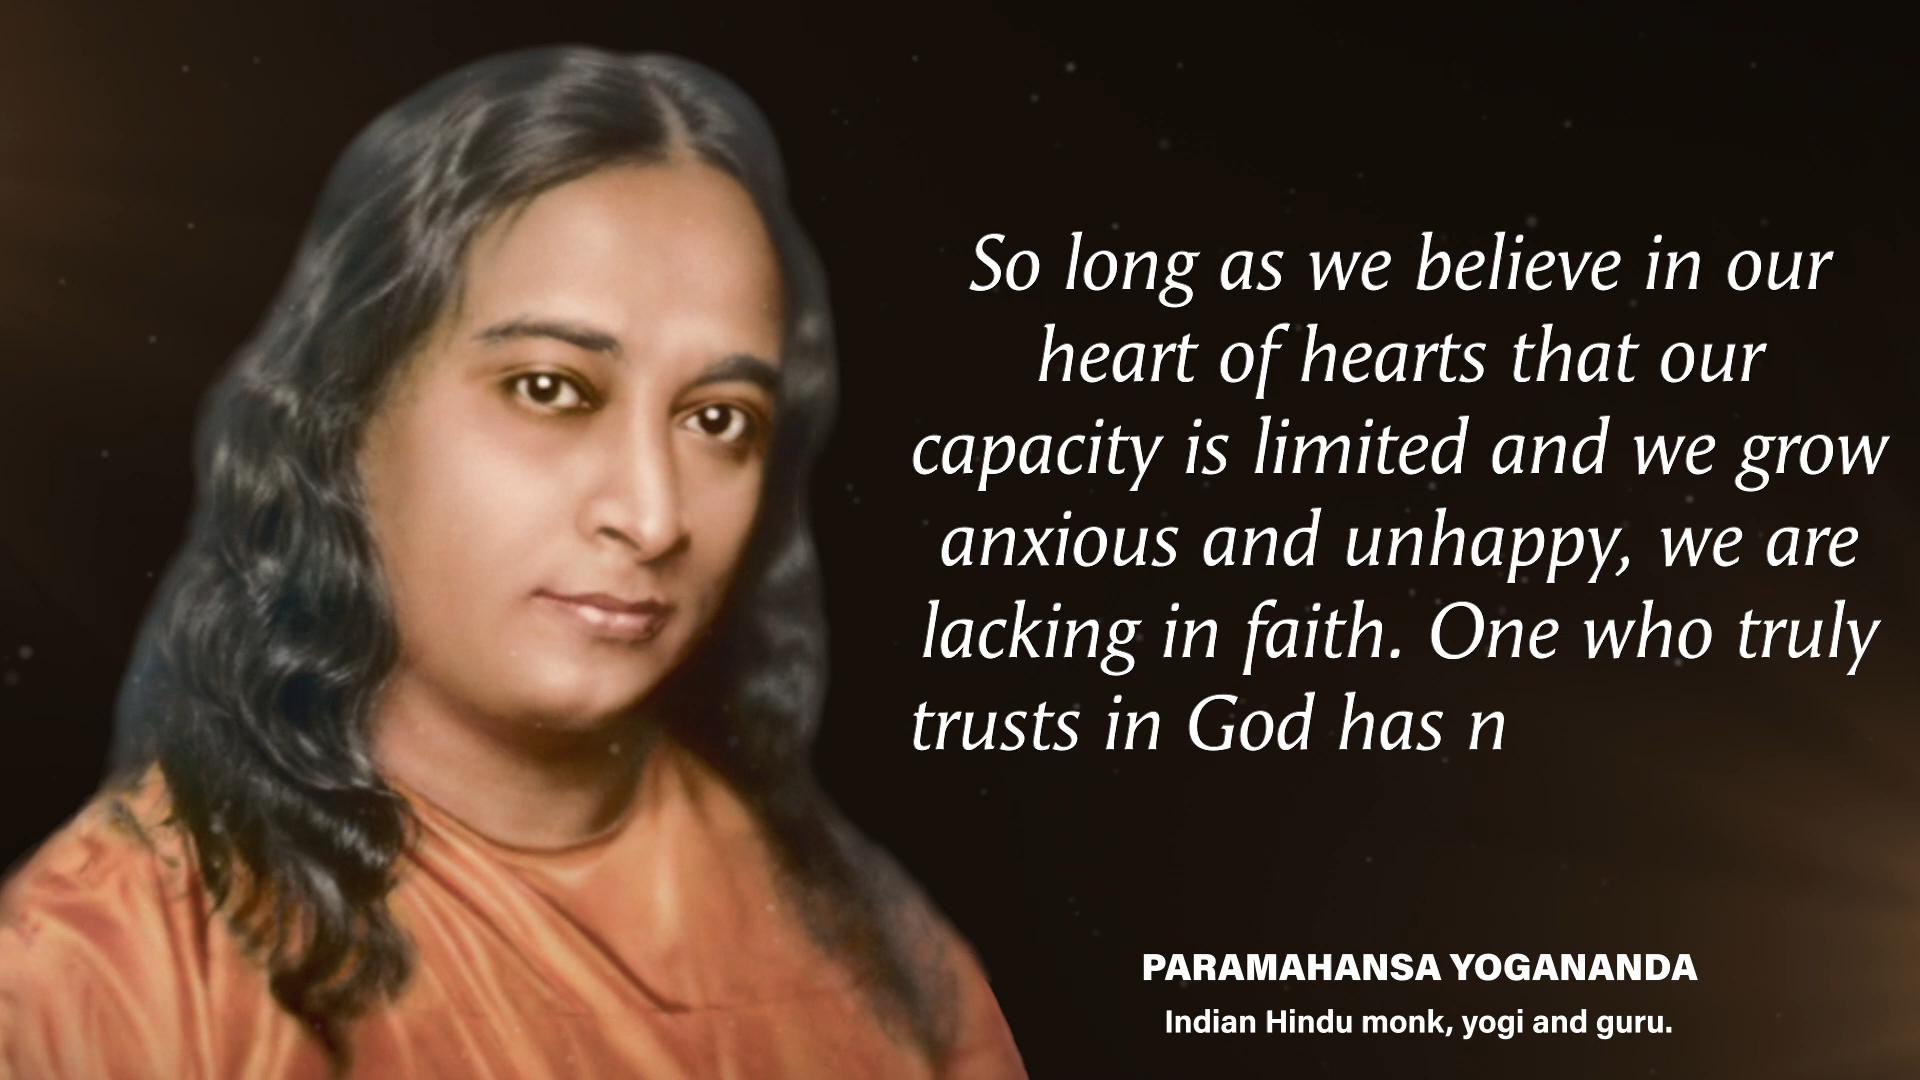 So long as we believe in our
heart of hearts that our
capacity is limited and we grow
anxious and unhappy, we are
lacking in faith. One who truly
trusts in God has n
PARAMAHANSA YOGANANDA
Indian Hindu monk, yogi and guru.